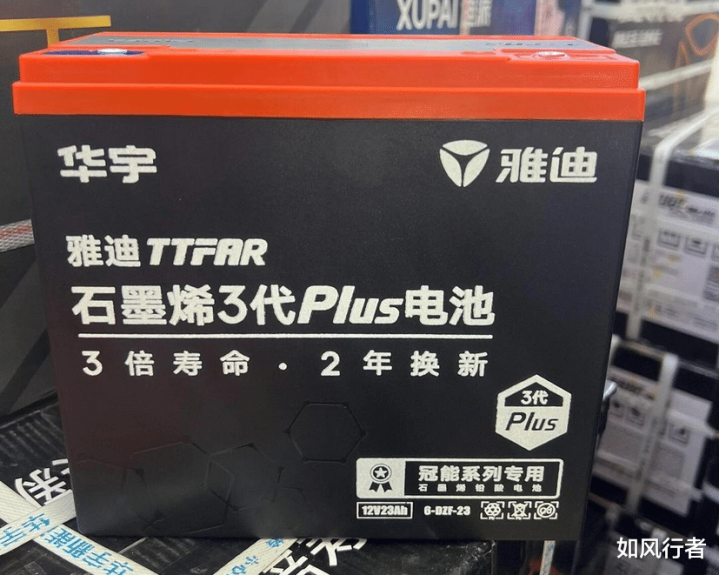 XUPAI
华宇
雅迪
雅迪 TTFAR
石墨烯3代Plus电池
3倍寿命·2年换新
3代
Plus
冠能系列专用
石墨烯铅酸电池
12V23Ah
6-DZF-23
如风行者